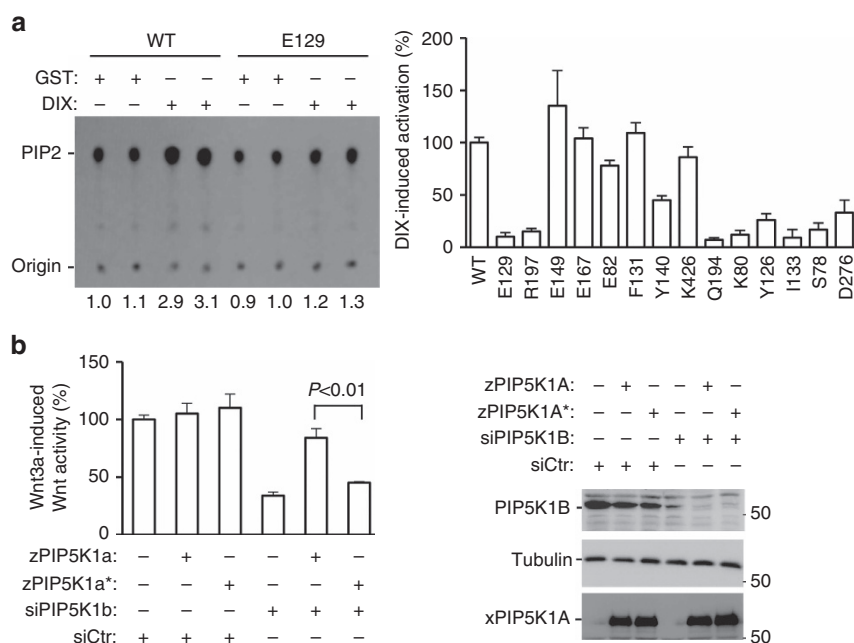 a
WT E129
GST: + + – – + + – –
DIX: – – + + – – + +
PIP2
Origin
1.0 1.1 2.9 3.1 0.9 1.0 1.2 1.3
DIX-induced activation (%)
200
150
100
50
0
WT E129 R197 E149 E167 E82 F131 Y140 K426 Q194 K80 Y126 I133 S78 D276
b
Wnt3a-induced
Wnt activity (%)
150
100
50
0
P<0.01
zPIP5K1a: – + – – + –
zPIP5K1a*: – – + – – +
siPIP5K1b: – – – + + +
siCtr: + + + – – –
zPIP5K1A: – + – – + –
zPIP5K1A*: – – + – – +
siPIP5K1B: – – – + + +
siCtr: + + + – – –
PIP5K1B
50
Tubulin
50
xPIP5K1A
50